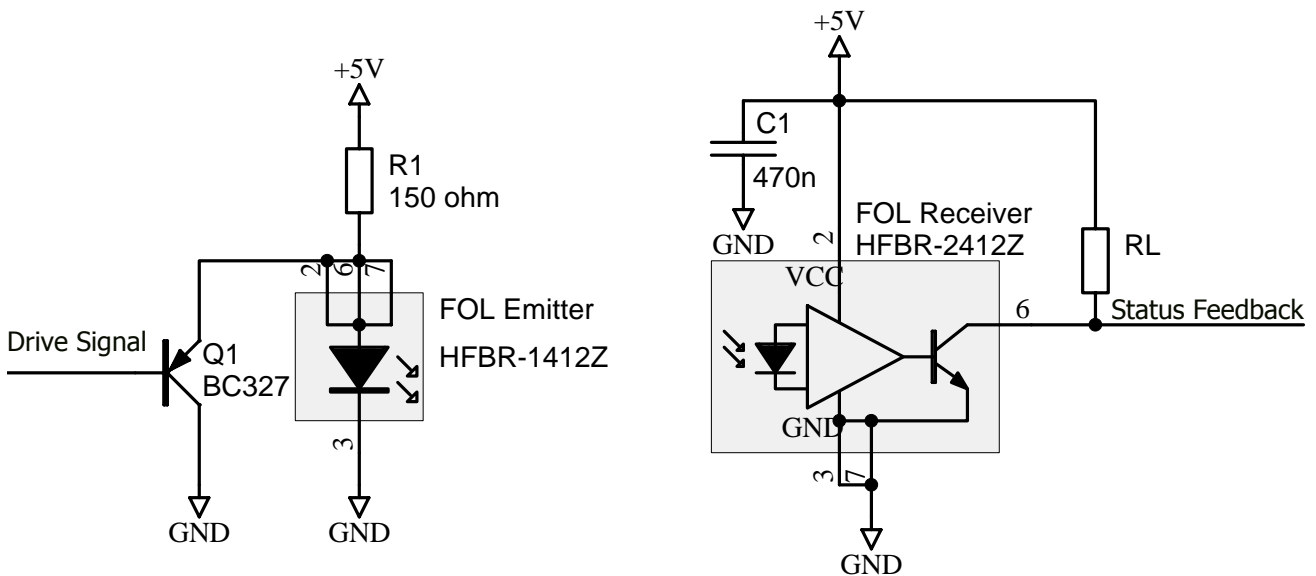 +5V
R1
150 ohm
2
6
7
FOL Emitter
HFBR-1412Z
Drive Signal
Q1
BC327
3
GND
GND
+5V
C1
470n
GND
2
FOL Receiver
HFBR-2412Z
RL
VCC
6
Status Feedback
GND
3
7
GND